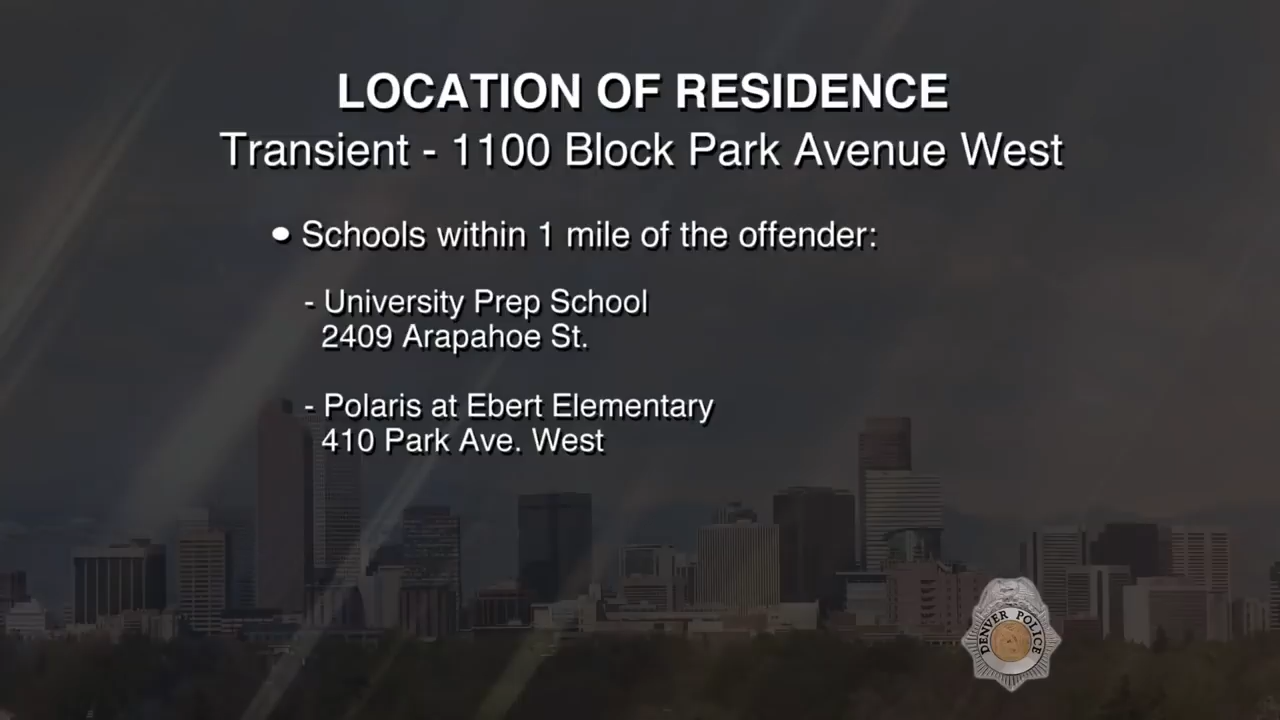 LOCATION OF RESIDENCE
Transient - 1100 Block Park Avenue West
• Schools within 1 mile of the offender:
- University Prep School
2409 Arapahoe St.
- Polaris at Ebert Elementary
410 Park Ave. West
DENVER POLICE